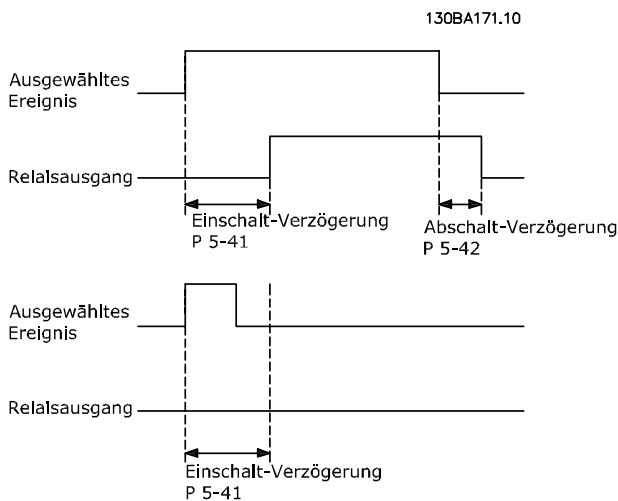 130BA171.10
Ausgewähltes
Ereignis
Relaisausgang
Einschalt-Verzögerung
P 5-41
Abschalt-Verzögerung
P 5-42
Ausgewähltes
Ereignis
Relaisausgang
Einschalt-Verzögerung
P 5-41